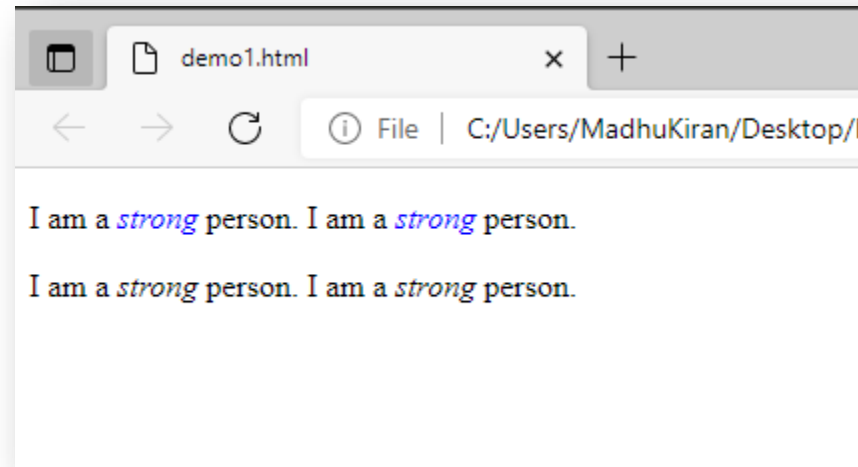 demo1.html
File | C:/Users/MadhuKiran/Desktop/
I am a strong person. I am a strong person.
I am a strong person. I am a strong person.